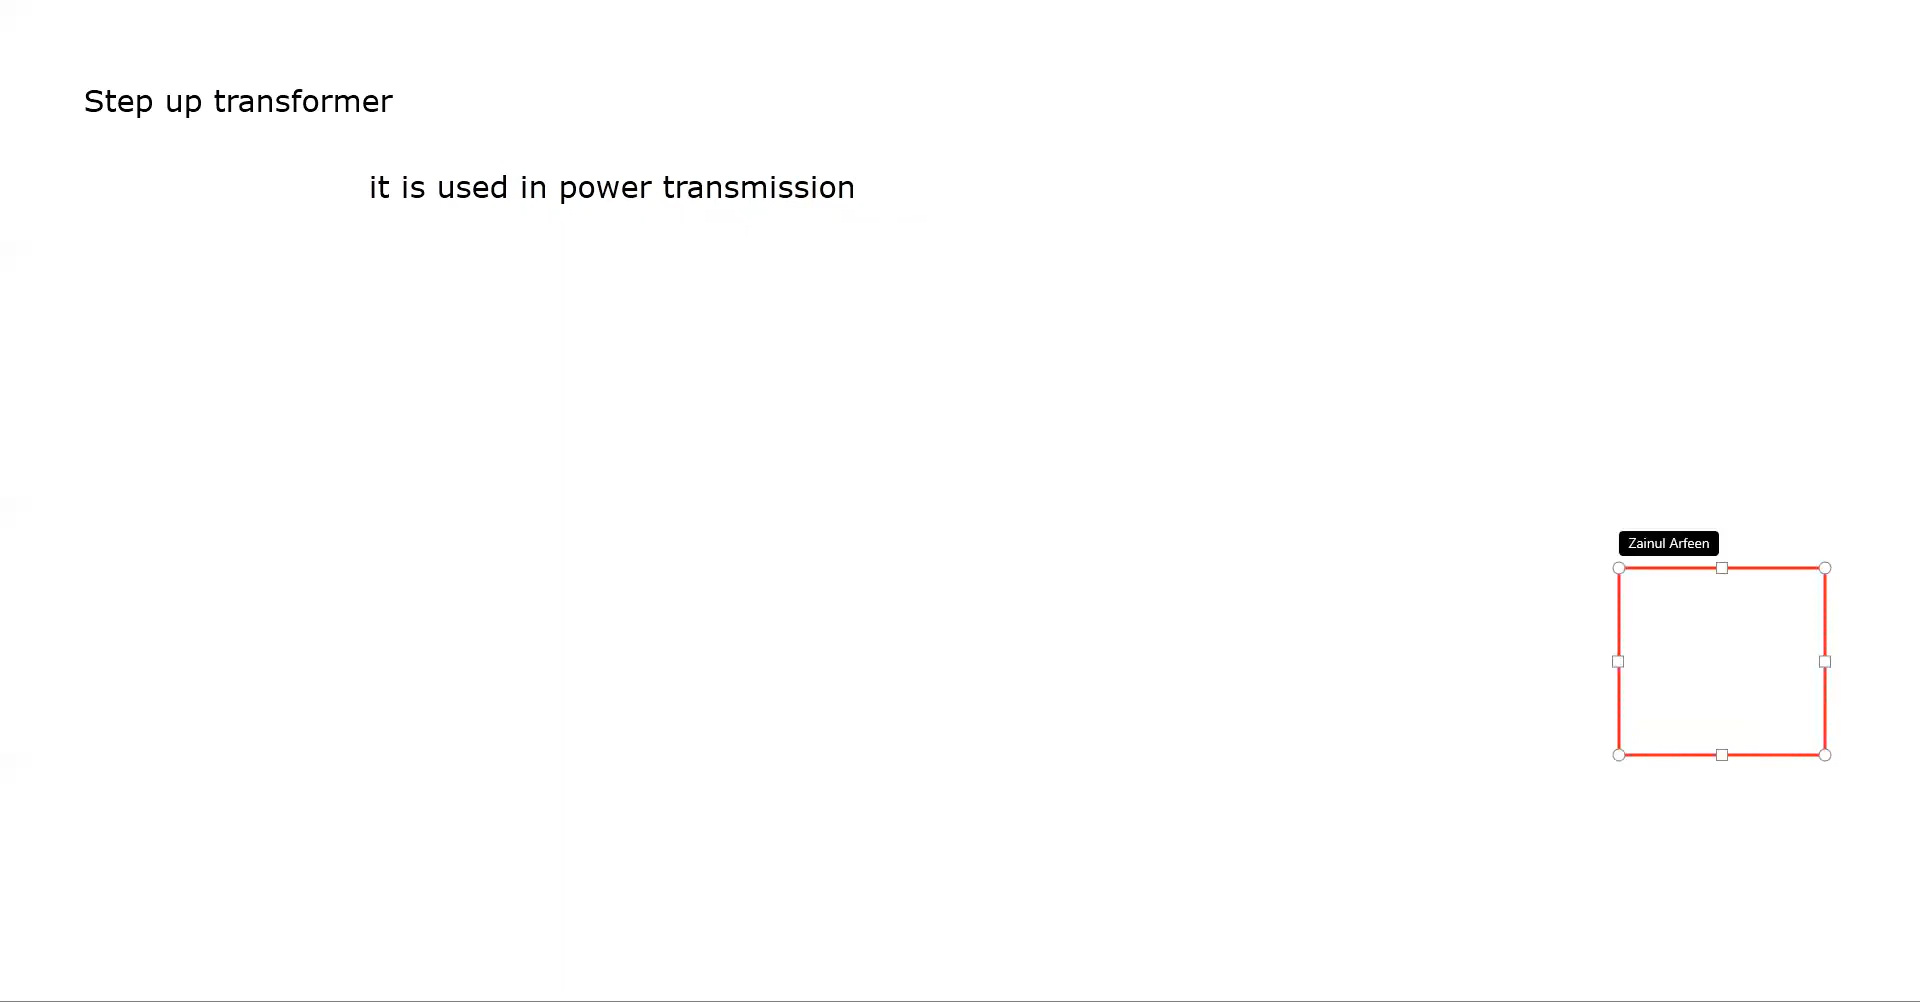 Step up transformer
it is used in power transmission
Zainul Arfeen